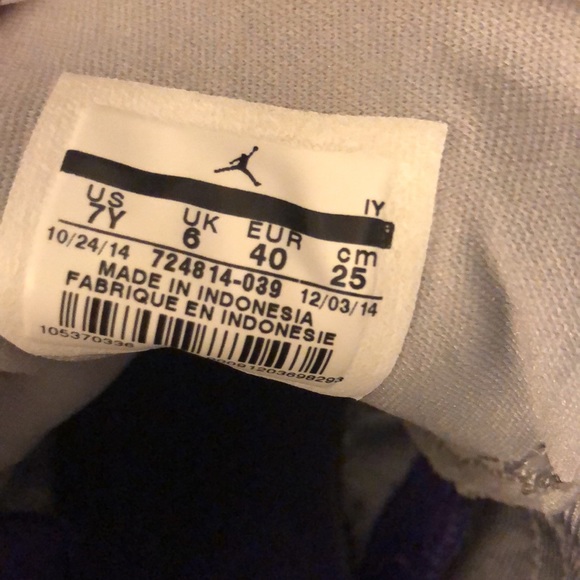 IY
US UK EUR cm
7Y 6 40 25
10/24/14 724814-039 12/03/14
MADE IN INDONESIA
FABRIQUE EN INDONESIE
105370336